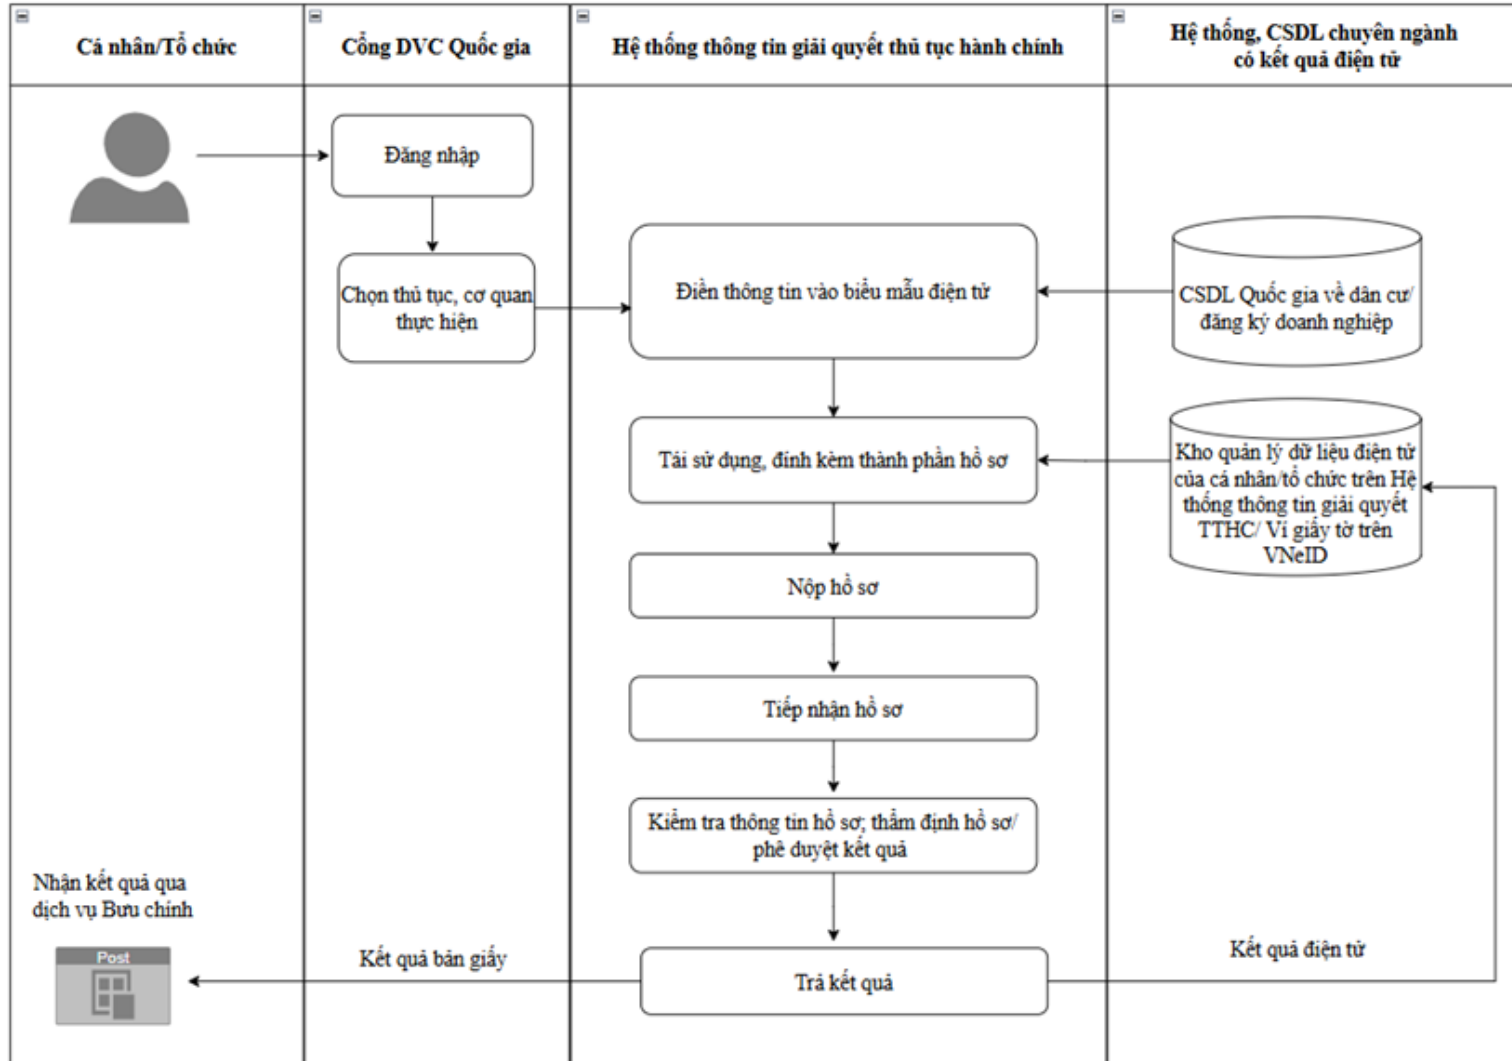 Cá nhân/Tổ chức
Cổng DVC Quốc gia
Hệ thống thông tin giải quyết thủ tục hành chính
Hệ thống, CSDL chuyên ngành
có kết quả điện tử
Đăng nhập
Chọn thủ tục, cơ quan
thực hiện
Điền thông tin vào biểu mẫu điện tử
CSDL Quốc gia về dân cư/
đăng ký doanh nghiệp
Tái sử dụng, đính kèm thành phần hồ sơ
Kho quản lý dữ liệu điện tử
của cá nhân/tổ chức trên Hệ
thống thông tin giải quyết
TTHC/ Ví giấy tờ trên
VNeID
Nộp hồ sơ
Tiếp nhận hồ sơ
Kiểm tra thông tin hồ sơ; thẩm định hồ sơ/
phê duyệt kết quả
Nhận kết quả qua
dịch vụ Bưu chính
Post
Kết quả bản giấy
Trả kết quả
Kết quả điện tử